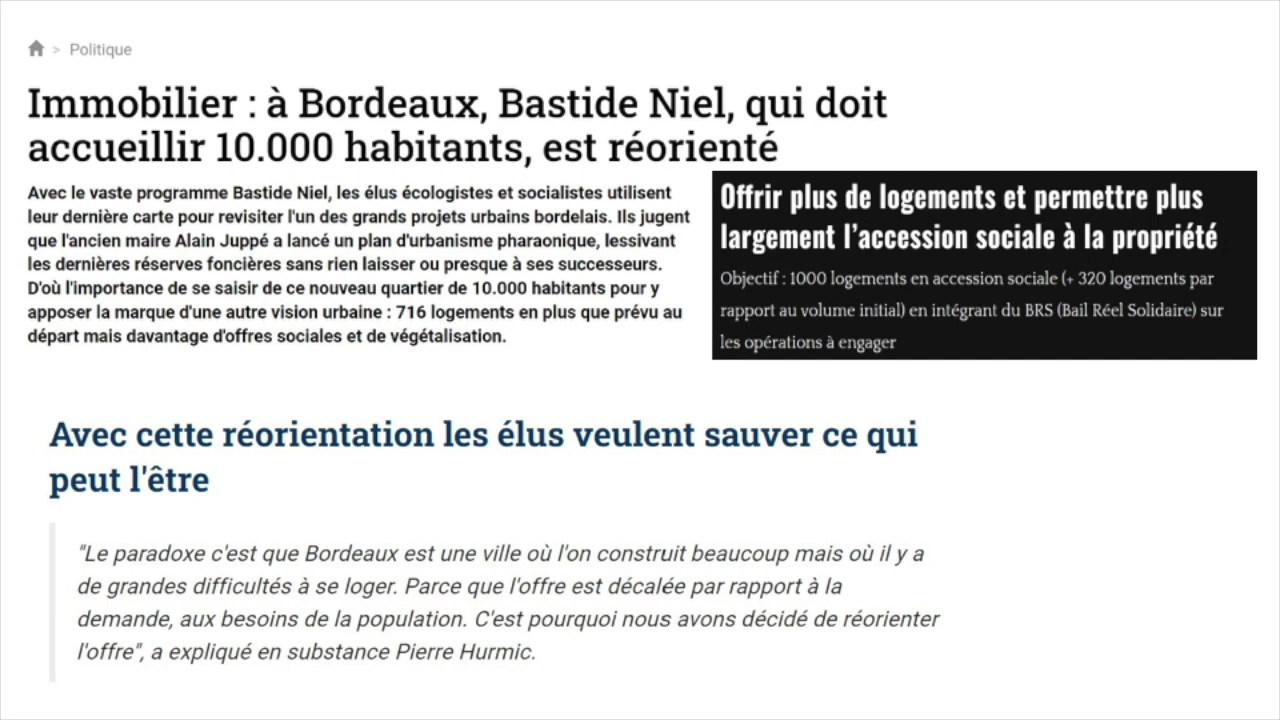 > Politique
Immobilier : à Bordeaux, Bastide Niel, qui doit
accueillir 10.000 habitants, est réorienté
Avec le vaste programme Bastide Niel, les élus écologistes et socialistes utilisent
leur dernière carte pour revisiter l'un des grands projets urbains bordelais. Ils jugent
que l'ancien maire Alain Juppé a lancé un plan d'urbanisme pharaonique, lessivant
les dernières réserves foncières sans rien laisser ou presque à ses successeurs.
D'où l'importance de se saisir de ce nouveau quartier de 10.000 habitants pour y
apposer la marque d'une autre vision urbaine : 716 logements en plus que prévu au
départ mais davantage d'offres sociales et de végétalisation.
Offrir plus de logements et permettre plus
largement l’accession sociale à la propriété
Objectif : 1000 logements en accession sociale (+ 320 logements par
rapport au volume initial) en intégrant du BRS (Bail Réel Solidaire) sur
les opérations à engager
Avec cette réorientation les élus veulent sauver ce qui
peut l'être
"Le paradoxe c'est que Bordeaux est une ville où l'on construit beaucoup mais où il y a
de grandes difficultés à se loger. Parce que l'offre est décalée par rapport à la
demande, aux besoins de la population. C'est pourquoi nous avons décidé de réorienter
l'offre", a expliqué en substance Pierre Hurmic.